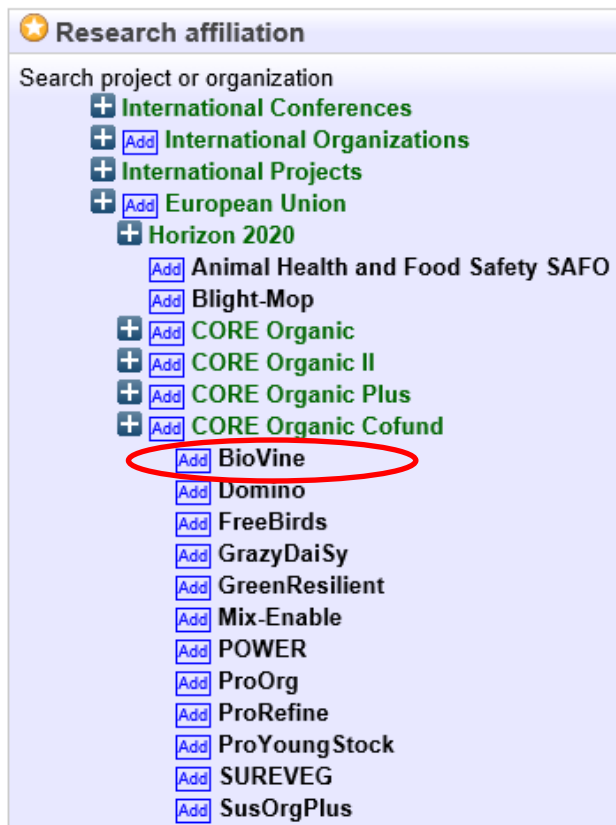 Research affiliation
Search project or organization
International Conferences
Add International Organizations
International Projects
Add European Union
Horizon 2020
Add Animal Health and Food Safety SAFO
Add Blight-Mop
Add CORE Organic
Add CORE Organic II
Add CORE Organic Plus
Add CORE Organic Cofund
Add BioVine
Add Domino
Add FreeBirds
Add GrazyDaiSy
Add GreenResilient
Add Mix-Enable
Add POWER
Add ProOrg
Add ProRefine
Add ProYoungStock
Add SUREVEG
Add SusOrgPlus